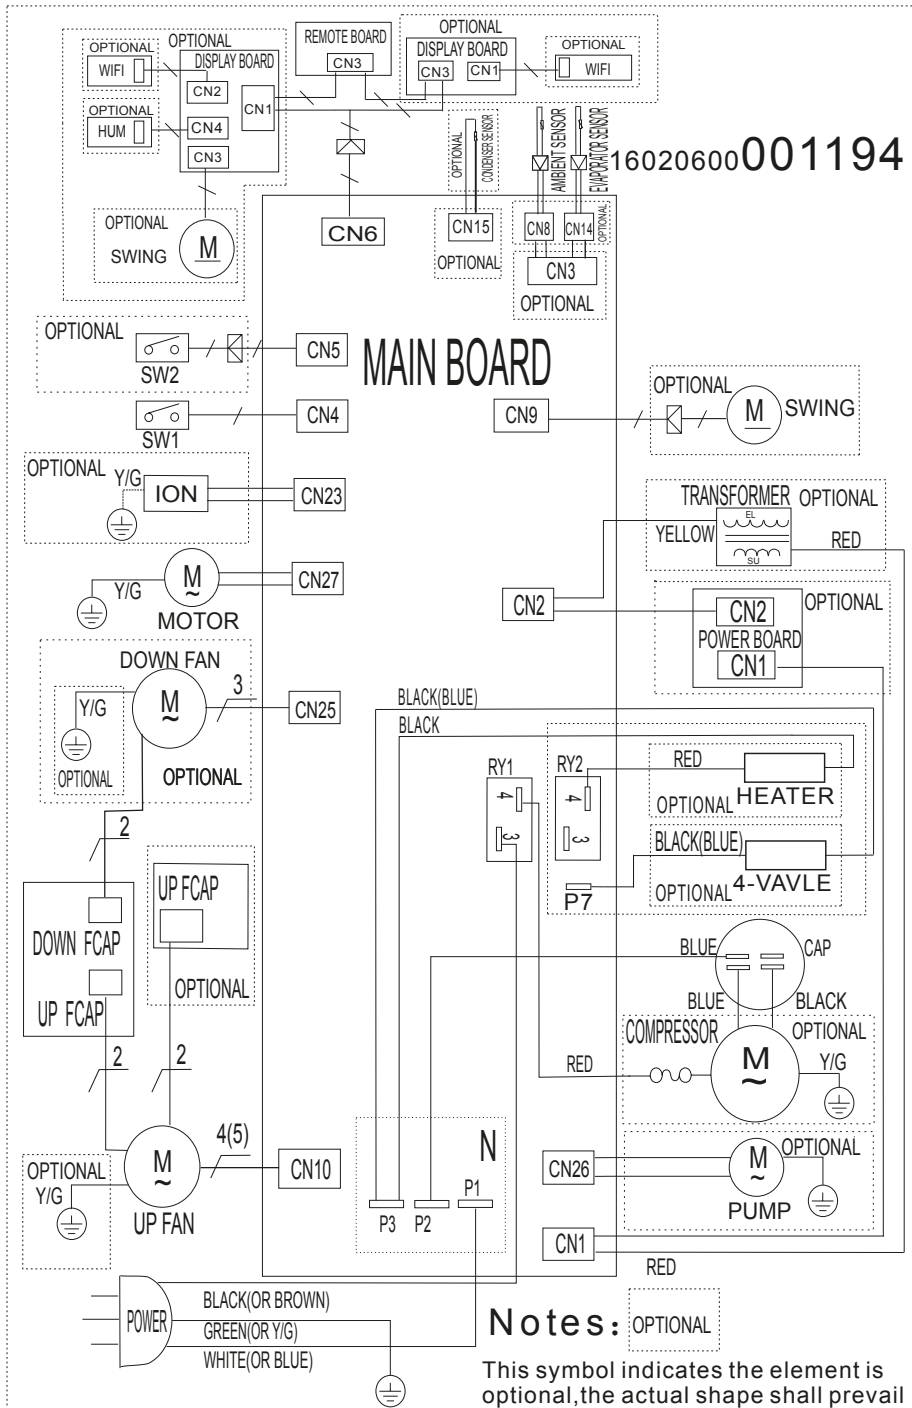 OPTIONAL
OPTIONAL
WIFI
OPTIONAL
HUM
DISPLAY BOARD
CN2
CN1
CN4
CN3
OPTIONAL
SWING
M
REMOTE BOARD
CN3
OPTIONAL
DISPLAY BOARD
CN3
CN1
OPTIONAL
WIFI
CN6
OPTIONAL
CONDENSER SENSOR
CN15
OPTIONAL
AMBIENT SENSOR
EVAPORATOR SENSOR
CN8
CN14
OPTIONAL
CN3
OPTIONAL
16020600001194
MAIN BOARD
OPTIONAL
SW2
CN5
SW1
CN4
OPTIONAL
Y/G
ION
CN23
Y/G
M
~
MOTOR
CN27
DOWN FAN
M
~
3
CN25
Y/G
OPTIONAL
OPTIONAL
2
DOWN FCAP
UP FCAP
UP FCAP
OPTIONAL
2
2
OPTIONAL
Y/G
M
~
UP FAN
4(5)
CN10
CN9
OPTIONAL
M
SWING
TRANSFORMER
OPTIONAL
EL
YELLOW
RED
SU
CN2
CN2
OPTIONAL
POWER BOARD
CN1
BLACK(BLUE)
BLACK
RY1
4
3
RY2
4
3
RED
OPTIONAL
HEATER
BLACK(BLUE)
OPTIONAL
4-VAVLE
P7
BLUE
CAP
BLUE
BLACK
COMPRESSOR
OPTIONAL
RED
M
~
Y/G
N
P3
P2
P1
CN26
M
~
OPTIONAL
PUMP
CN1
RED
POWER
BLACK(OR BROWN)
GREEN(OR Y/G)
WHITE(OR BLUE)
Notes: OPTIONAL
This symbol indicates the element is
optional,the actual shape shall prevail